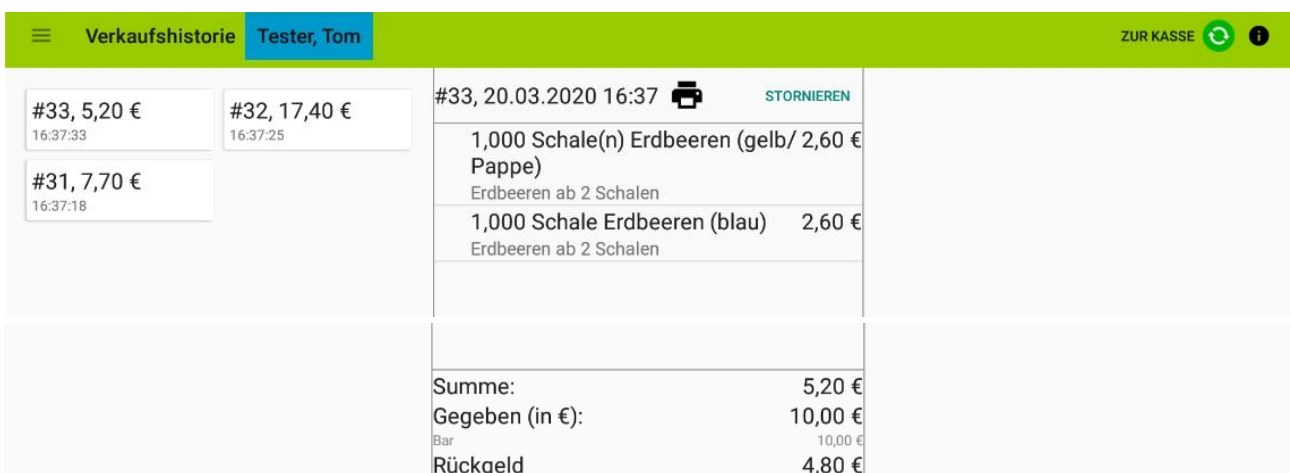 Verkaufshistorie Tester, Tom ZUR KASSE
#33, 5,20 €
16:37:33
#32, 17,40 €
16:37:25
#31, 7,70 €
16:37:18
#33, 20.03.2020 16:37 STORNIEREN
1,000 Schale(n) Erdbeeren (gelb/ 2,60 €
Pappe)
Erdbeeren ab 2 Schalen
1,000 Schale Erdbeeren (blau) 2,60 €
Erdbeeren ab 2 Schalen
Summe: 5,20 €
Gegeben (in €): 10,00 €
Bar 10,00 €
Rückgeld 4,80 €